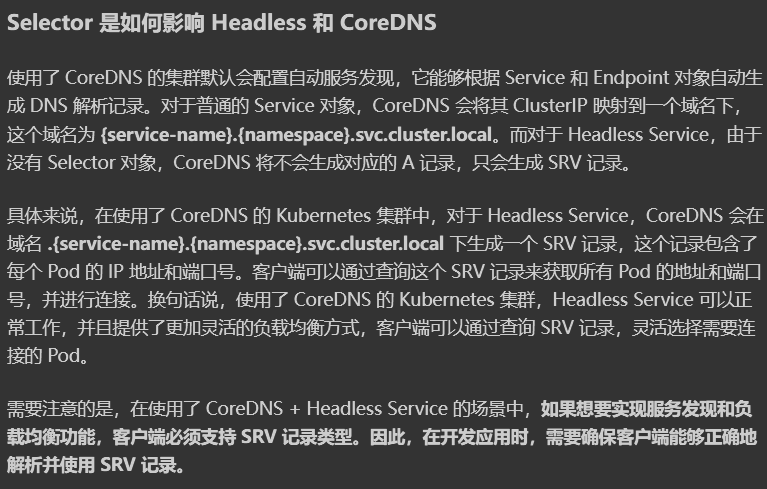 Selector 是如何影响 Headless 和 CoreDNS
使用了 CoreDNS 的集群默认会配置自动服务发现，它能够根据 Service 和 Endpoint 对象自动生
成 DNS 解析记录。对于普通的 Service 对象，CoreDNS 会将其 ClusterIP 映射到一个域名下，
这个域名为 {service-name}.{namespace}.svc.cluster.local。而对于 Headless Service，由于
没有 Selector 对象，CoreDNS 将不会生成对应的 A 记录，只会生成 SRV 记录。
具体来说，在使用了 CoreDNS 的 Kubernetes 集群中，对于 Headless Service，CoreDNS 会在
域名 .{service-name}.{namespace}.svc.cluster.local 下生成一个 SRV 记录，这个记录包含了
每个 Pod 的 IP 地址和端口号。客户端可以通过查询这个 SRV 记录来获取所有 Pod 的地址和端口
号，并进行连接。换句话说，使用了 CoreDNS 的 Kubernetes 集群，Headless Service 可以正
常工作，并且提供了更加灵活的负载均衡方式，客户端可以通过查询 SRV 记录，灵活选择需要连
接的 Pod。
需要注意的是，在使用了 CoreDNS + Headless Service 的场景中，如果想要实现服务发现和负
载均衡功能，客户端必须支持 SRV 记录类型。因此，在开发应用时，需要确保客户端能够正确地
解析并使用 SRV 记录。